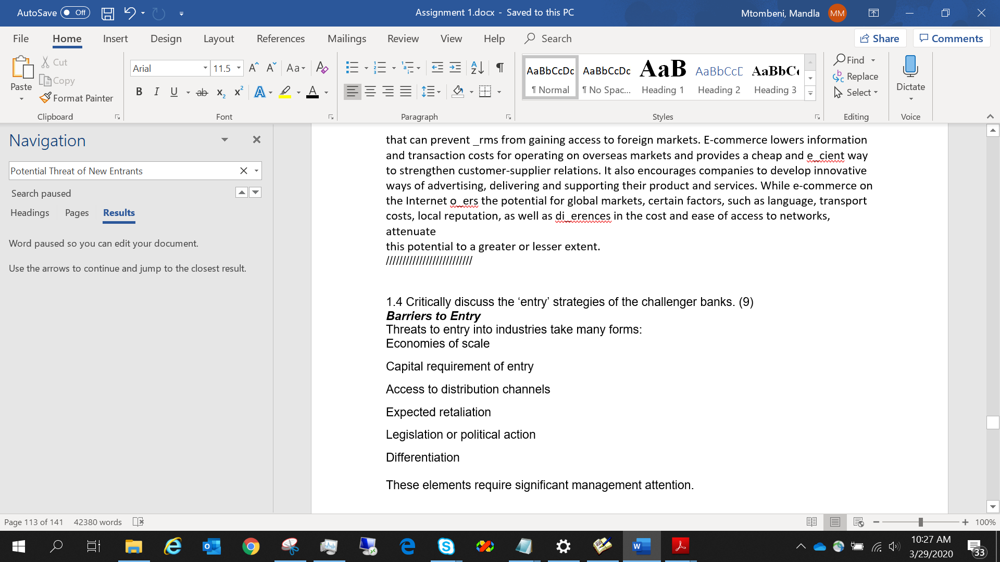 AutoSave Off Assignment 1.docx - Saved to this PC Mtombeni, Mandla MM
File Home Insert Design Layout References Mailings Review View Help Search Share Comments
Paste Cut Copy Format Painter Clipboard
Arial 11.5 Font
Paragraph
AaBbCcDc ¶ Normal AaBbCcDc ¶ No Spac... AaB Heading 1 AaBbCcD Heading 2 AaBbCc Heading 3 Styles
Find Replace Select Editing
Dictate Voice
Navigation
Potential Threat of New Entrants
Search paused
Headings Pages Results
Word paused so you can edit your document.
Use the arrows to continue and jump to the closest result.
that can prevent _rms from gaining access to foreign markets. E-commerce lowers information
and transaction costs for operating on overseas markets and provides a cheap and e_cient way
to strengthen customer-supplier relations. It also encourages companies to develop innovative
ways of advertising, delivering and supporting their product and services. While e-commerce on
the Internet o_ers the potential for global markets, certain factors, such as language, transport
costs, local reputation, as well as di_erences in the cost and ease of access to networks,
attenuate
this potential to a greater or lesser extent.
//////////////////////////
1.4 Critically discuss the ‘entry’ strategies of the challenger banks. (9)
Barriers to Entry
Threats to entry into industries take many forms:
Economies of scale
Capital requirement of entry
Access to distribution channels
Expected retaliation
Legislation or political action
Differentiation
These elements require significant management attention.
Page 113 of 141 42380 words 100%
10:27 AM
3/29/2020
33